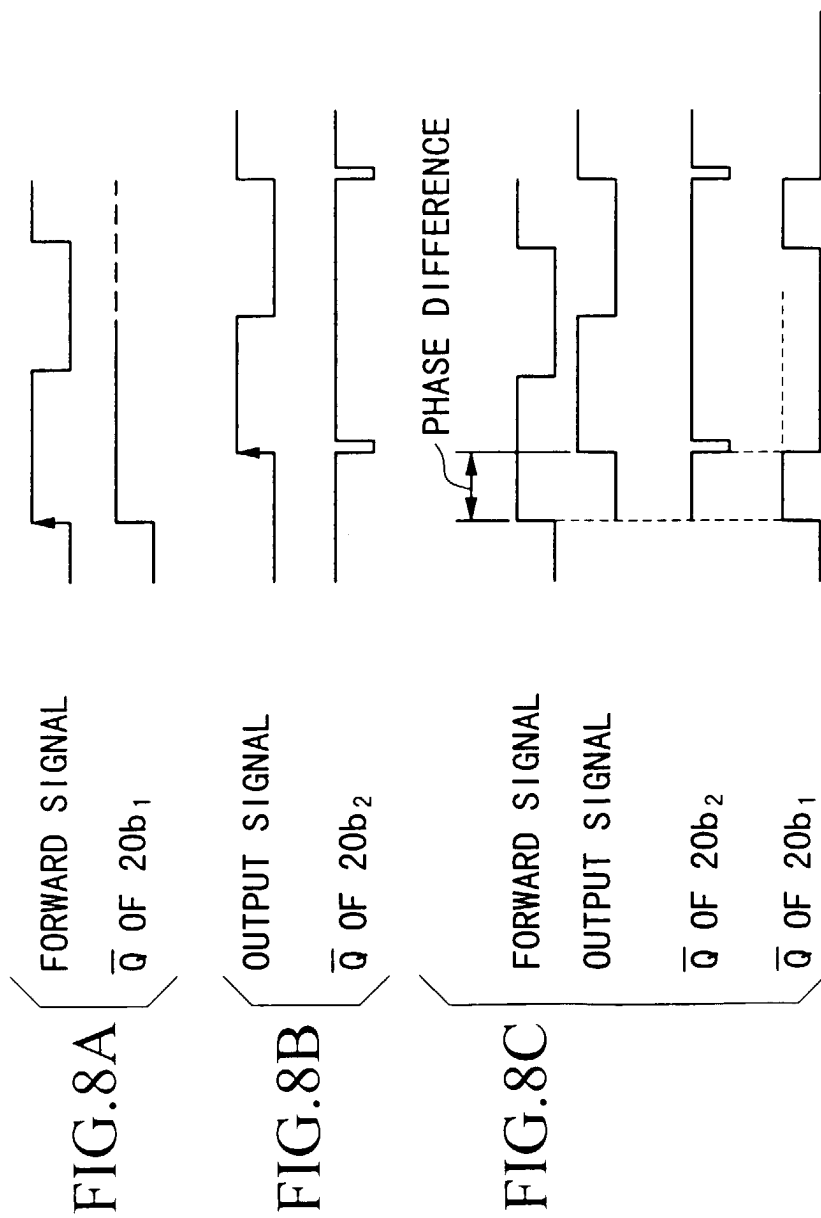 FIG.8A
FORWARD SIGNAL
Q̅ OF 20b₁
FIG.8B
OUTPUT SIGNAL
Q̅ OF 20b₂
FIG.8C
PHASE DIFFERENCE
FORWARD SIGNAL
OUTPUT SIGNAL
Q̅ OF 20b₂
Q̅ OF 20b₁